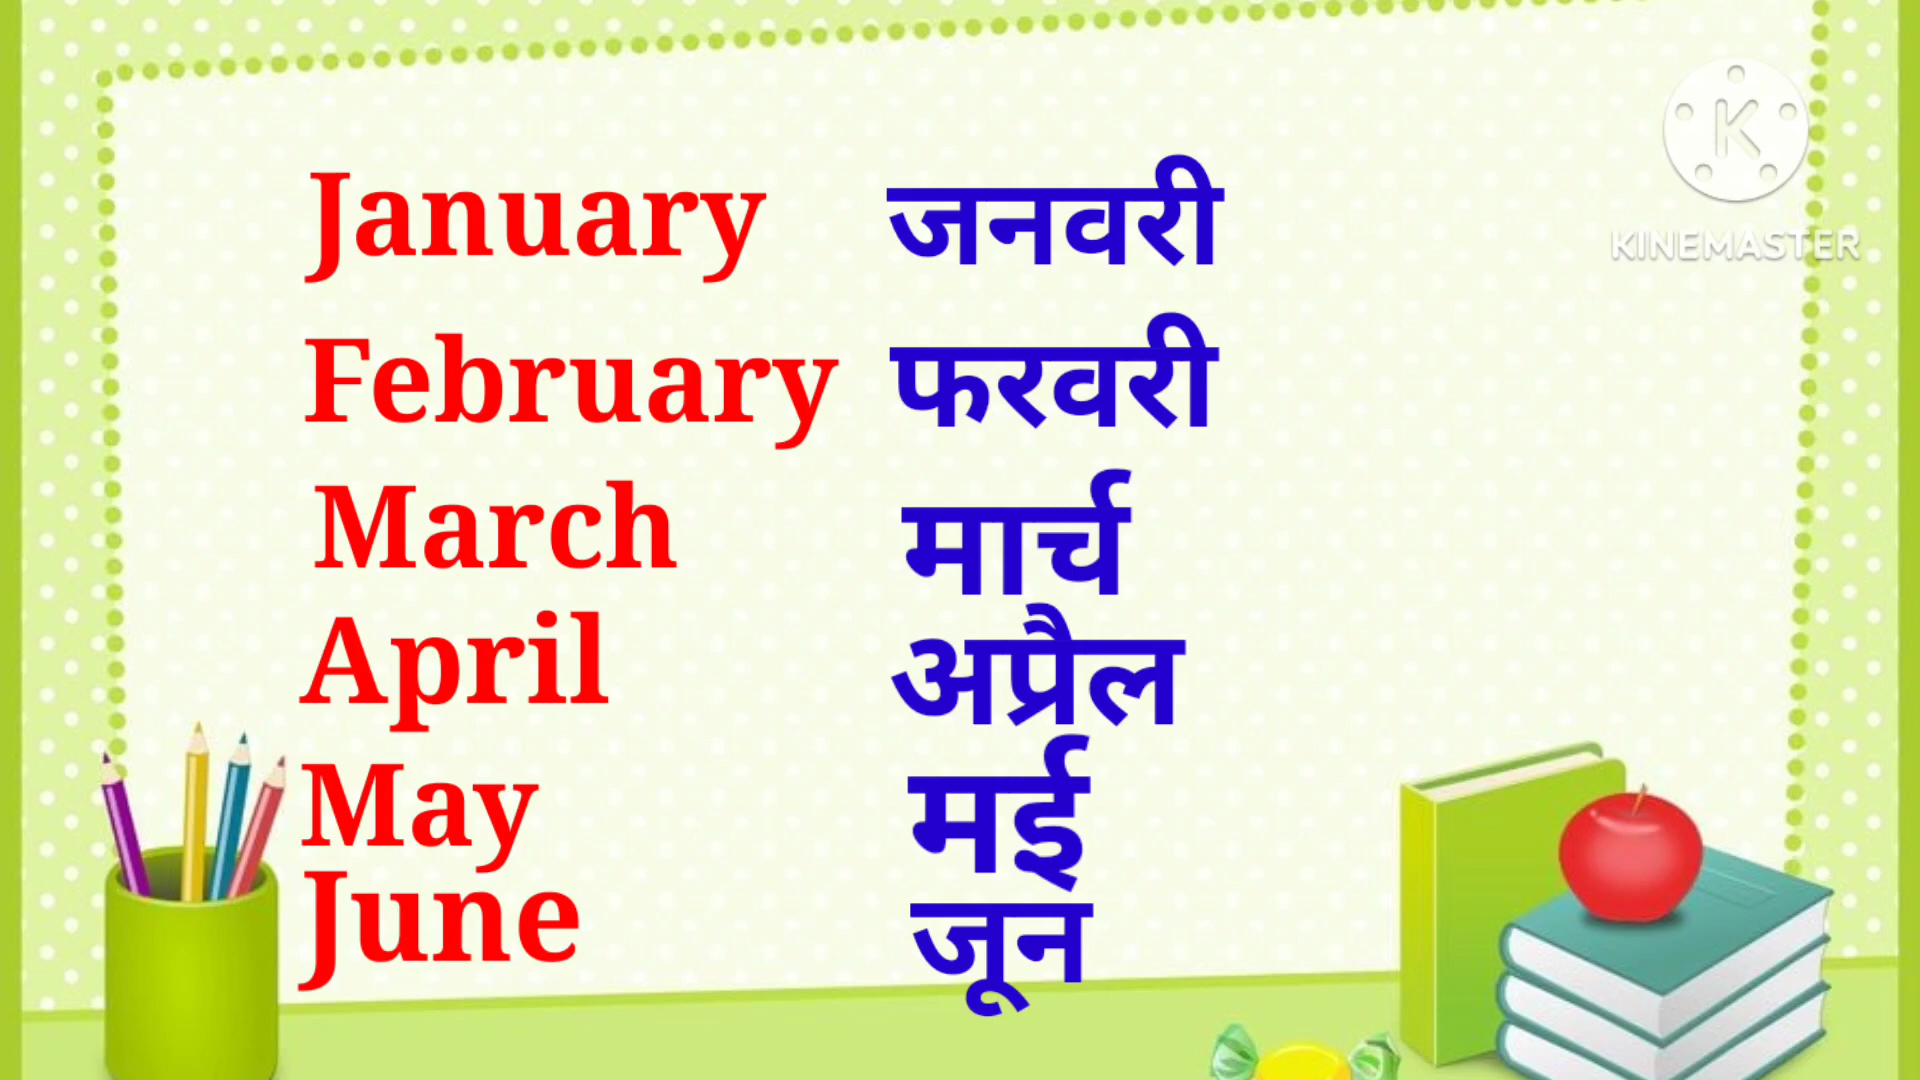 January जनवरी
February फरवरी
March मार्च
April अप्रैल
May मई
June जून
K
KINEMASTER